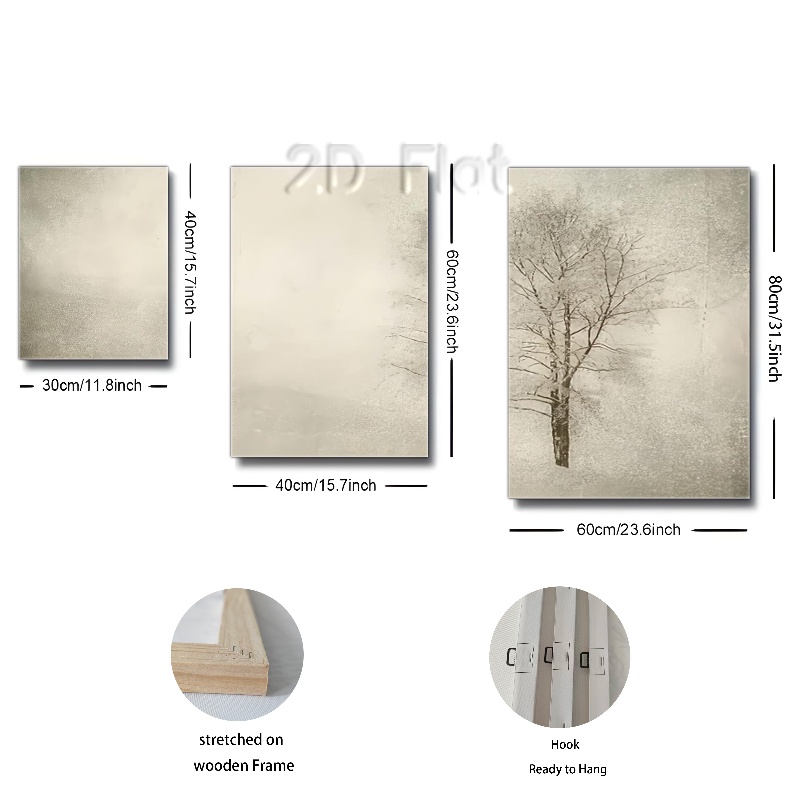 2D Flat
40cm/15.7inch
30cm/11.8inch
60cm/23.6inch
40cm/15.7inch
80cm/31.5inch
60cm/23.6inch
stretched on
wooden Frame
Hook
Ready to Hang